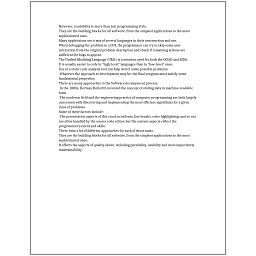 However, readability is more than just programming style.
They are the building blocks for all software, from the simplest applications to the most
sophisticated ones.
Many applications use a mix of several languages in their construction and use.
When debugging the problem in a GUI, the programmer can try to skip some user
interaction from the original problem description and check if remaining actions are
sufficient for bugs to appear.
The Unified Modeling Language (UML) is a notation used for both the OOAD and MDA.
It is usually easier to code in "high-level" languages than in "low-level" ones.
Use of a static code analysis tool can help detect some possible problems.
Whatever the approach to development may be, the final program must satisfy some
fundamental properties.
There are many approaches to the Software development process.
In the 1880s, Herman Hollerith invented the concept of storing data in machine-readable
form.
The academic field and the engineering practice of computer programming are both largely
concerned with discovering and implementing the most efficient algorithms for a given
class of problems.
Some of these factors include:
The presentation aspects of this (such as indents, line breaks, color highlighting, and so on)
are often handled by the source code editor, but the content aspects reflect the
programmer's talent and skills.
There exist a lot of different approaches for each of those tasks.
They are the building blocks for all software, from the simplest applications to the most
sophisticated ones.
It affects the aspects of quality above, including portability, usability and most importantly
maintainability.